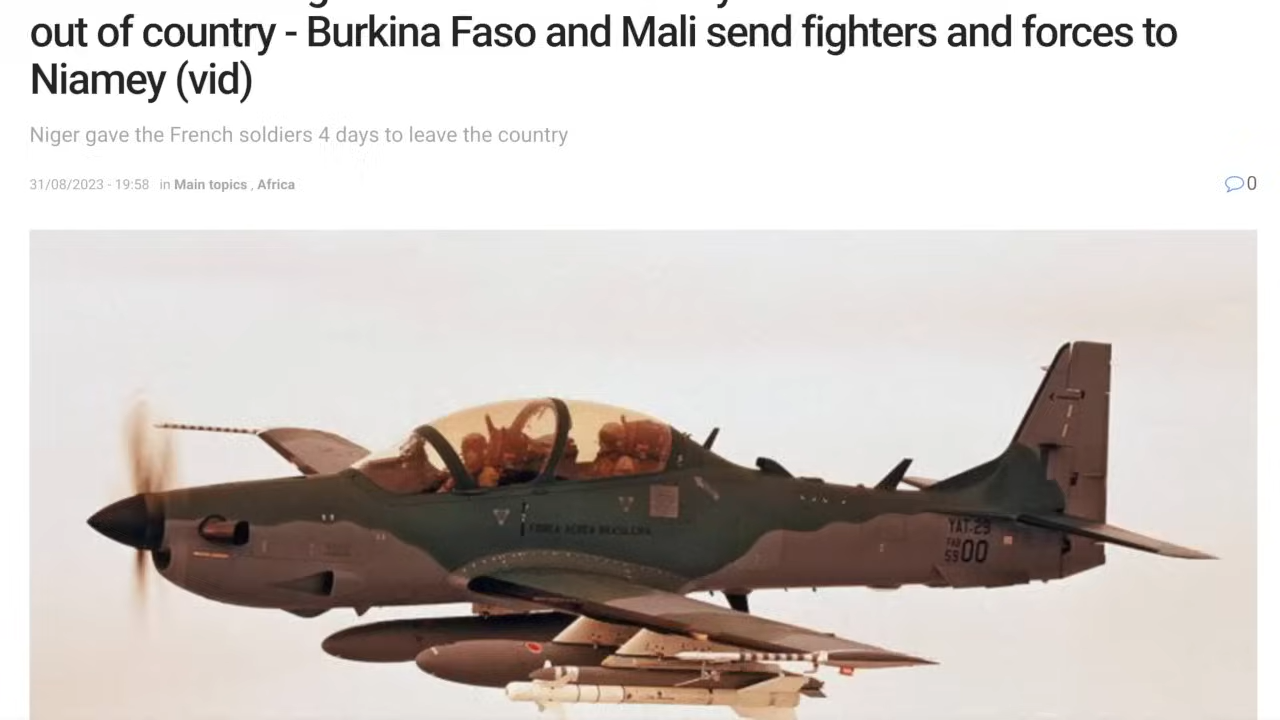 out of country - Burkina Faso and Mali send fighters and forces to
Niamey (vid)
Niger gave the French soldiers 4 days to leave the country
31/08/2023 - 19:58 in Main topics , Africa
0
FORÇA AÉREA BRASILEIRA
YAT-29
FAB
5900